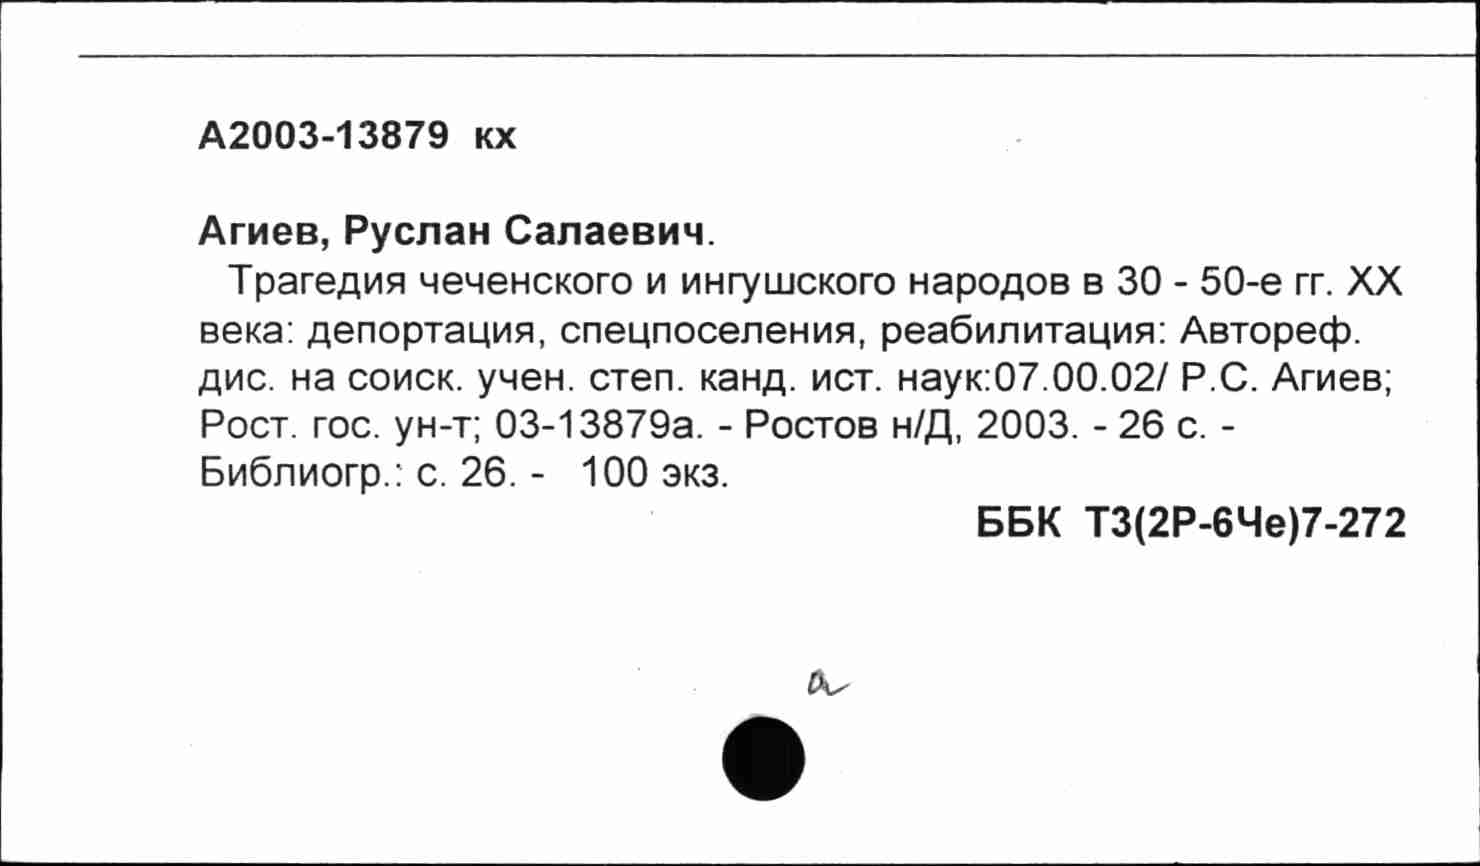 А2003-13879 кх
Агиев, Руслан Салаевич.
Трагедия чеченского и ингушского народов в 30 - 50-е гг. XX
века: депортация, спецпоселения, реабилитация: Автореф.
дис. на соиск. учен. степ. канд. ист. наук:07.00.02/ Р.С. Агиев;
Рост. гос. ун-т; 03-13879а. - Ростов н/Д, 2003. - 26 с. -
Библиогр.: с. 26. - 100 экз.
ББК Т3(2Р-6Че)7-272
а